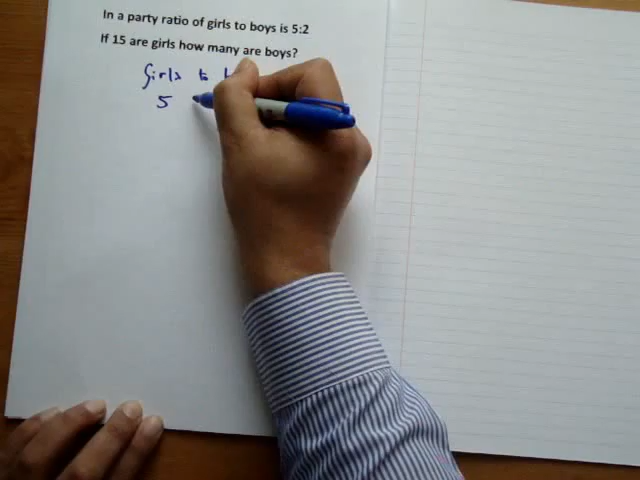 In a party ratio of girls to boys is 5:2
If 15 are girls how many are boys?
Girls to
5